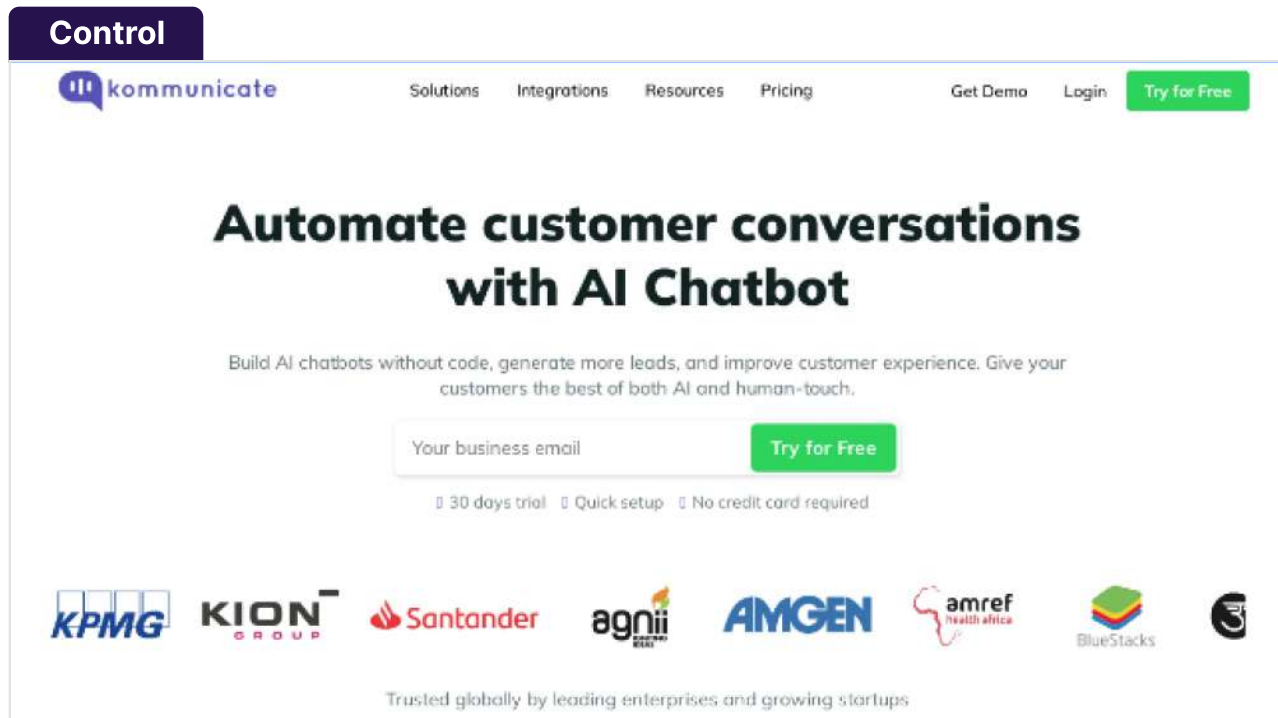 Control
kommunicate
Solutions Integrations Resources Pricing Get Demo Login Try for Free
Automate customer conversations
with AI Chatbot
Build AI chatbots without code, generate more leads, and improve customer experience. Give your
customers the best of both AI and human-touch.
Your business email Try for Free
30 days trial Quick setup No credit card required
KPMG KION GROUP Santander agnii AMGEN amref health africa BlueStacks
Trusted globally by leading enterprises and growing startups